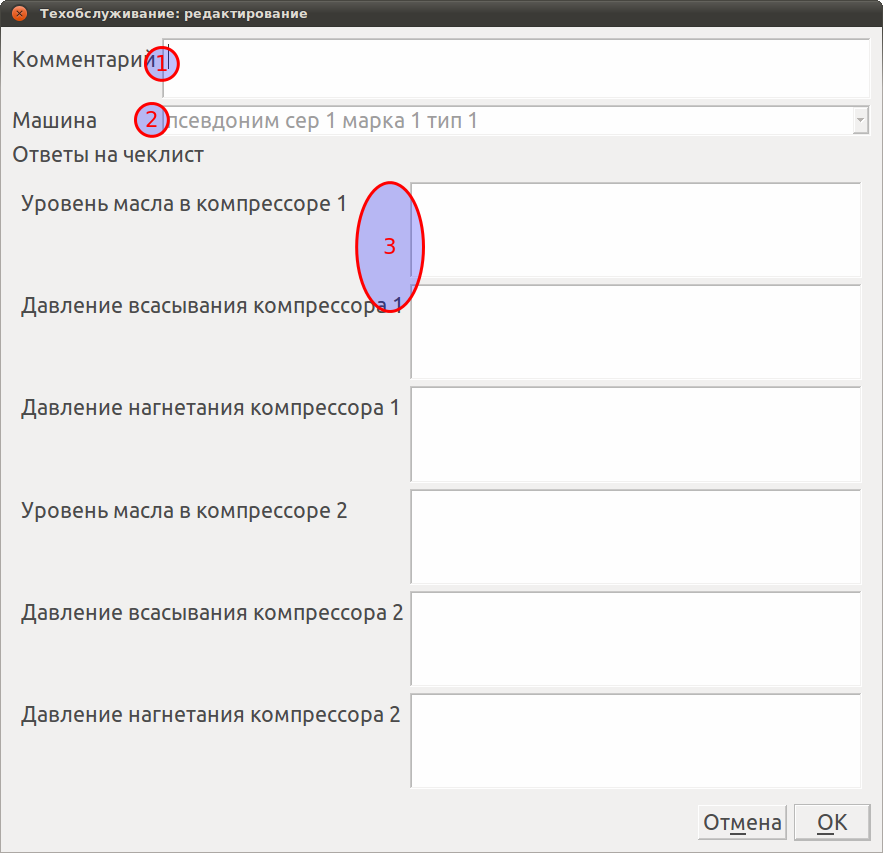 Техобслуживание: редактирование
Комментарий 1
Машина 2 псевдоним сер 1 марка 1 тип 1
Ответы на чеклист
Уровень масла в компрессоре 1
3
Давление всасывания компрессора 1
Давление нагнетания компрессора 1
Уровень масла в компрессоре 2
Давление всасывания компрессора 2
Давление нагнетания компрессора 2
Отмена OK